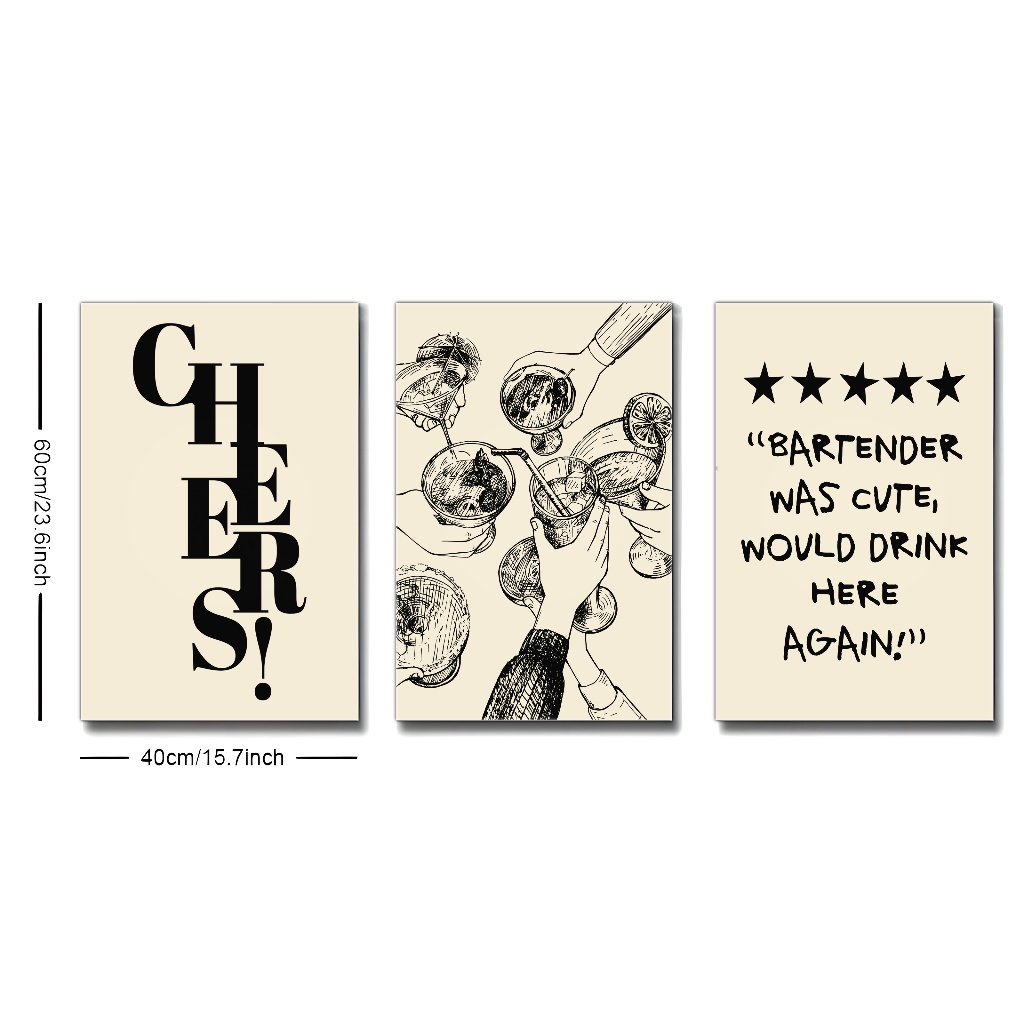 CHEERS!
★★★★★
“BARTENDER
WAS CUTE,
WOULD DRINK
HERE
AGAIN!”
60cm/23.6inch
40cm/15.7inch